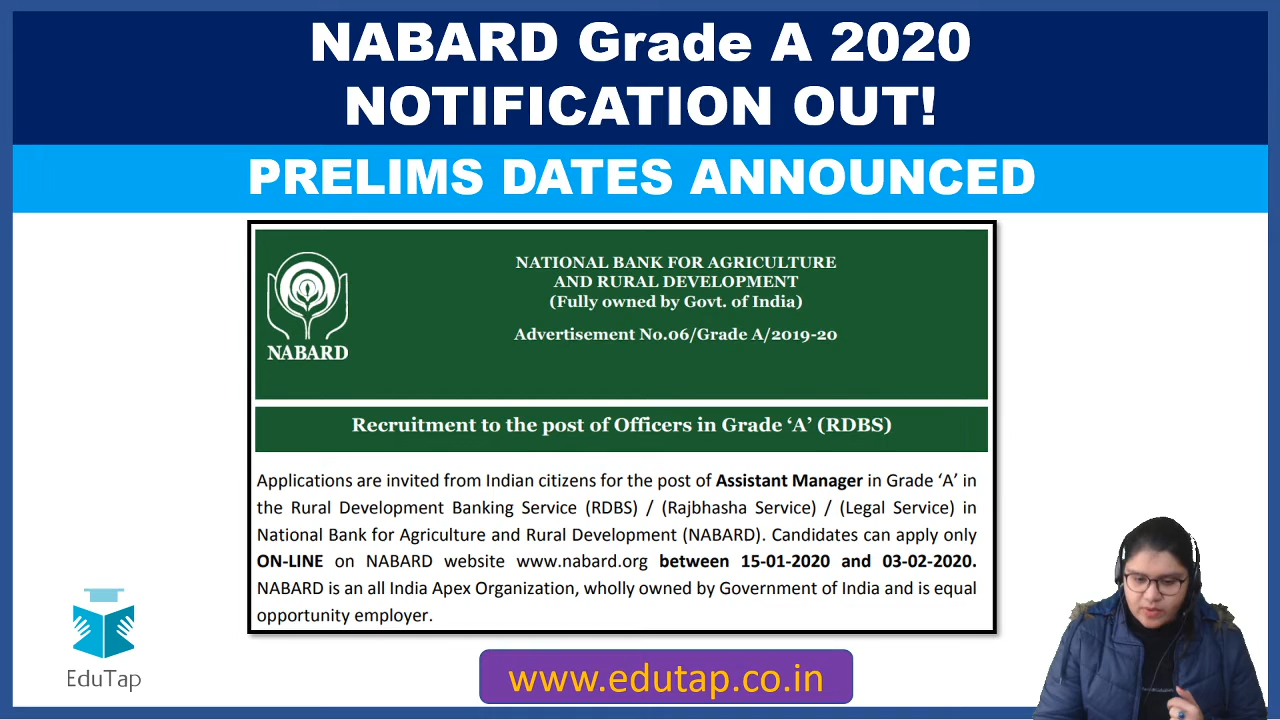 NABARD Grade A 2020
NOTIFICATION OUT!
PRELIMS DATES ANNOUNCED
NATIONAL BANK FOR AGRICULTURE
AND RURAL DEVELOPMENT
(Fully owned by Govt. of India)
Advertisement No.06/Grade A/2019-20
NABARD
Recruitment to the post of Officers in Grade ‘A’ (RDBS)
Applications are invited from Indian citizens for the post of Assistant Manager in Grade ‘A’ in
the Rural Development Banking Service (RDBS) / (Rajbhasha Service) / (Legal Service) in
National Bank for Agriculture and Rural Development (NABARD). Candidates can apply only
ON-LINE on NABARD website www.nabard.org between 15-01-2020 and 03-02-2020.
NABARD is an all India Apex Organization, wholly owned by Government of India and is equal
opportunity employer.
EduTap
www.edutap.co.in